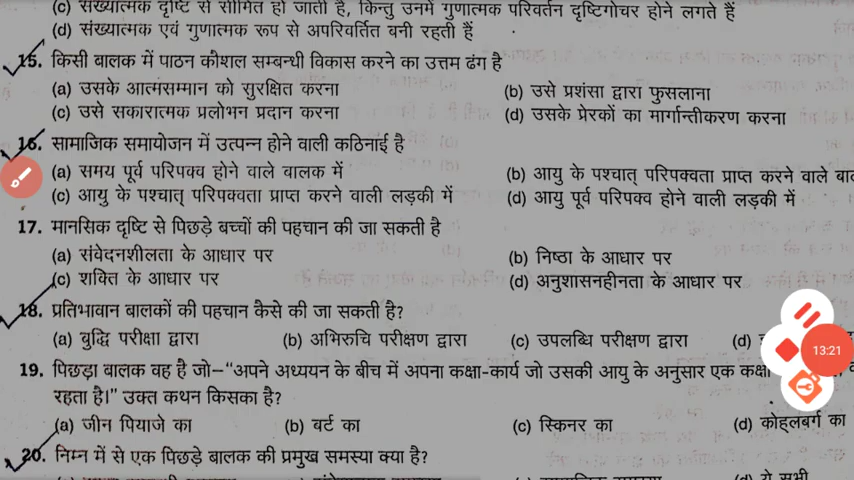 (c) संख्यात्मक दृष्टि से सीमित हो जाती है, किन्तु उनमें गुणात्मक परिवर्तन दृष्टिगोचर होने लगते हैं
(d) संख्यात्मक एवं गुणात्मक रूप से अपरिवर्तित बनी रहती हैं
15. किसी बालक में पाठन कौशल सम्बन्धी विकास करने का उत्तम ढंग है
(a) उसके आत्मसम्मान को सुरक्षित करना (b) उसे प्रशंसा द्वारा फुसलाना
(c) उसे सकारात्मक प्रलोभन प्रदान करना (d) उसके प्रेरकों का मार्गान्तीकरण करना
16. सामाजिक समायोजन में उत्पन्न होने वाली कठिनाई है
(a) समय पूर्व परिपक्व होने वाले बालक में (b) आयु के पश्चात् परिपक्वता प्राप्त करने वाले
(c) आयु के पश्चात् परिपक्वता प्राप्त करने वाली लड़की में (d) आयु पूर्व परिपक्व होने वाली लड़की में
17. मानसिक दृष्टि से पिछड़े बच्चों की पहचान की जा सकती है
(a) संवेदनशीलता के आधार पर (b) निष्ठा के आधार पर
(c) शक्ति के आधार पर (d) अनुशासनहीनता के आधार पर
18. प्रतिभावान बालकों की पहचान कैसे की जा सकती है?
(a) बुद्धि परीक्षा द्वारा (b) अभिरुचि परीक्षण द्वारा (c) उपलब्धि परीक्षण द्वारा (d)
13:21
19. पिछड़ा बालक वह है जो–“अपने अध्ययन के बीच में अपना कक्षा-कार्य जो उसकी आयु के अनुसार एक कक्षा
रहता है।” उक्त कथन किसका है?
(a) जीन पियाजे का (b) बर्ट का (c) स्किनर का (d) कोह्लबर्ग का
20. निम्न में से एक पिछड़े बालक की प्रमुख समस्या क्या है?
(d) ये सभी